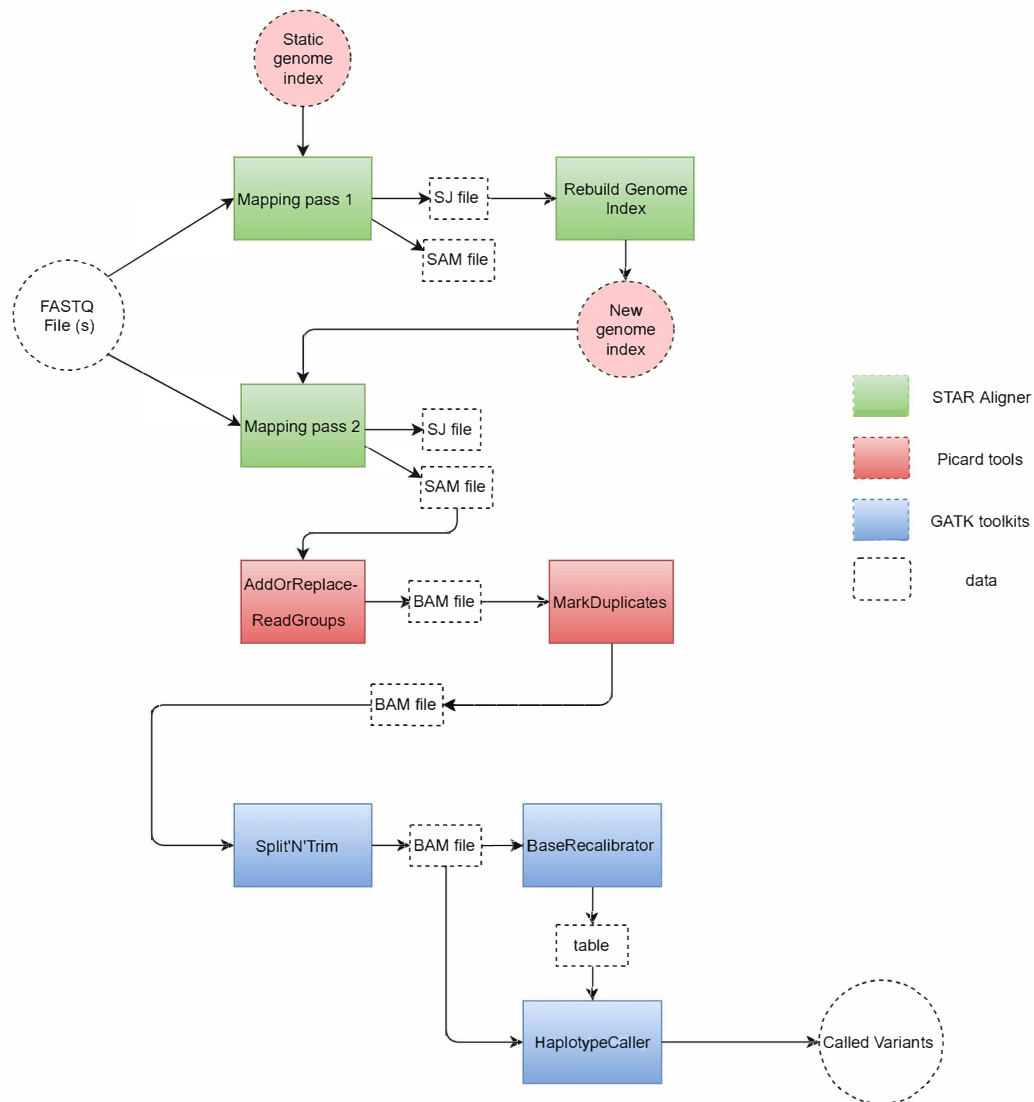 Static
genome
index
Mapping pass 1
SJ file
Rebuild Genome
Index
SAM file
FASTQ
File (s)
New
genome
index
Mapping pass 2
SJ file
SAM file
STAR Aligner
Picard tools
GATK toolkits
data
AddOrReplace-
ReadGroups
BAM file
MarkDuplicates
BAM file
Split'N'Trim
BAM file
BaseRecalibrator
table
HaplotypeCaller
Called Variants